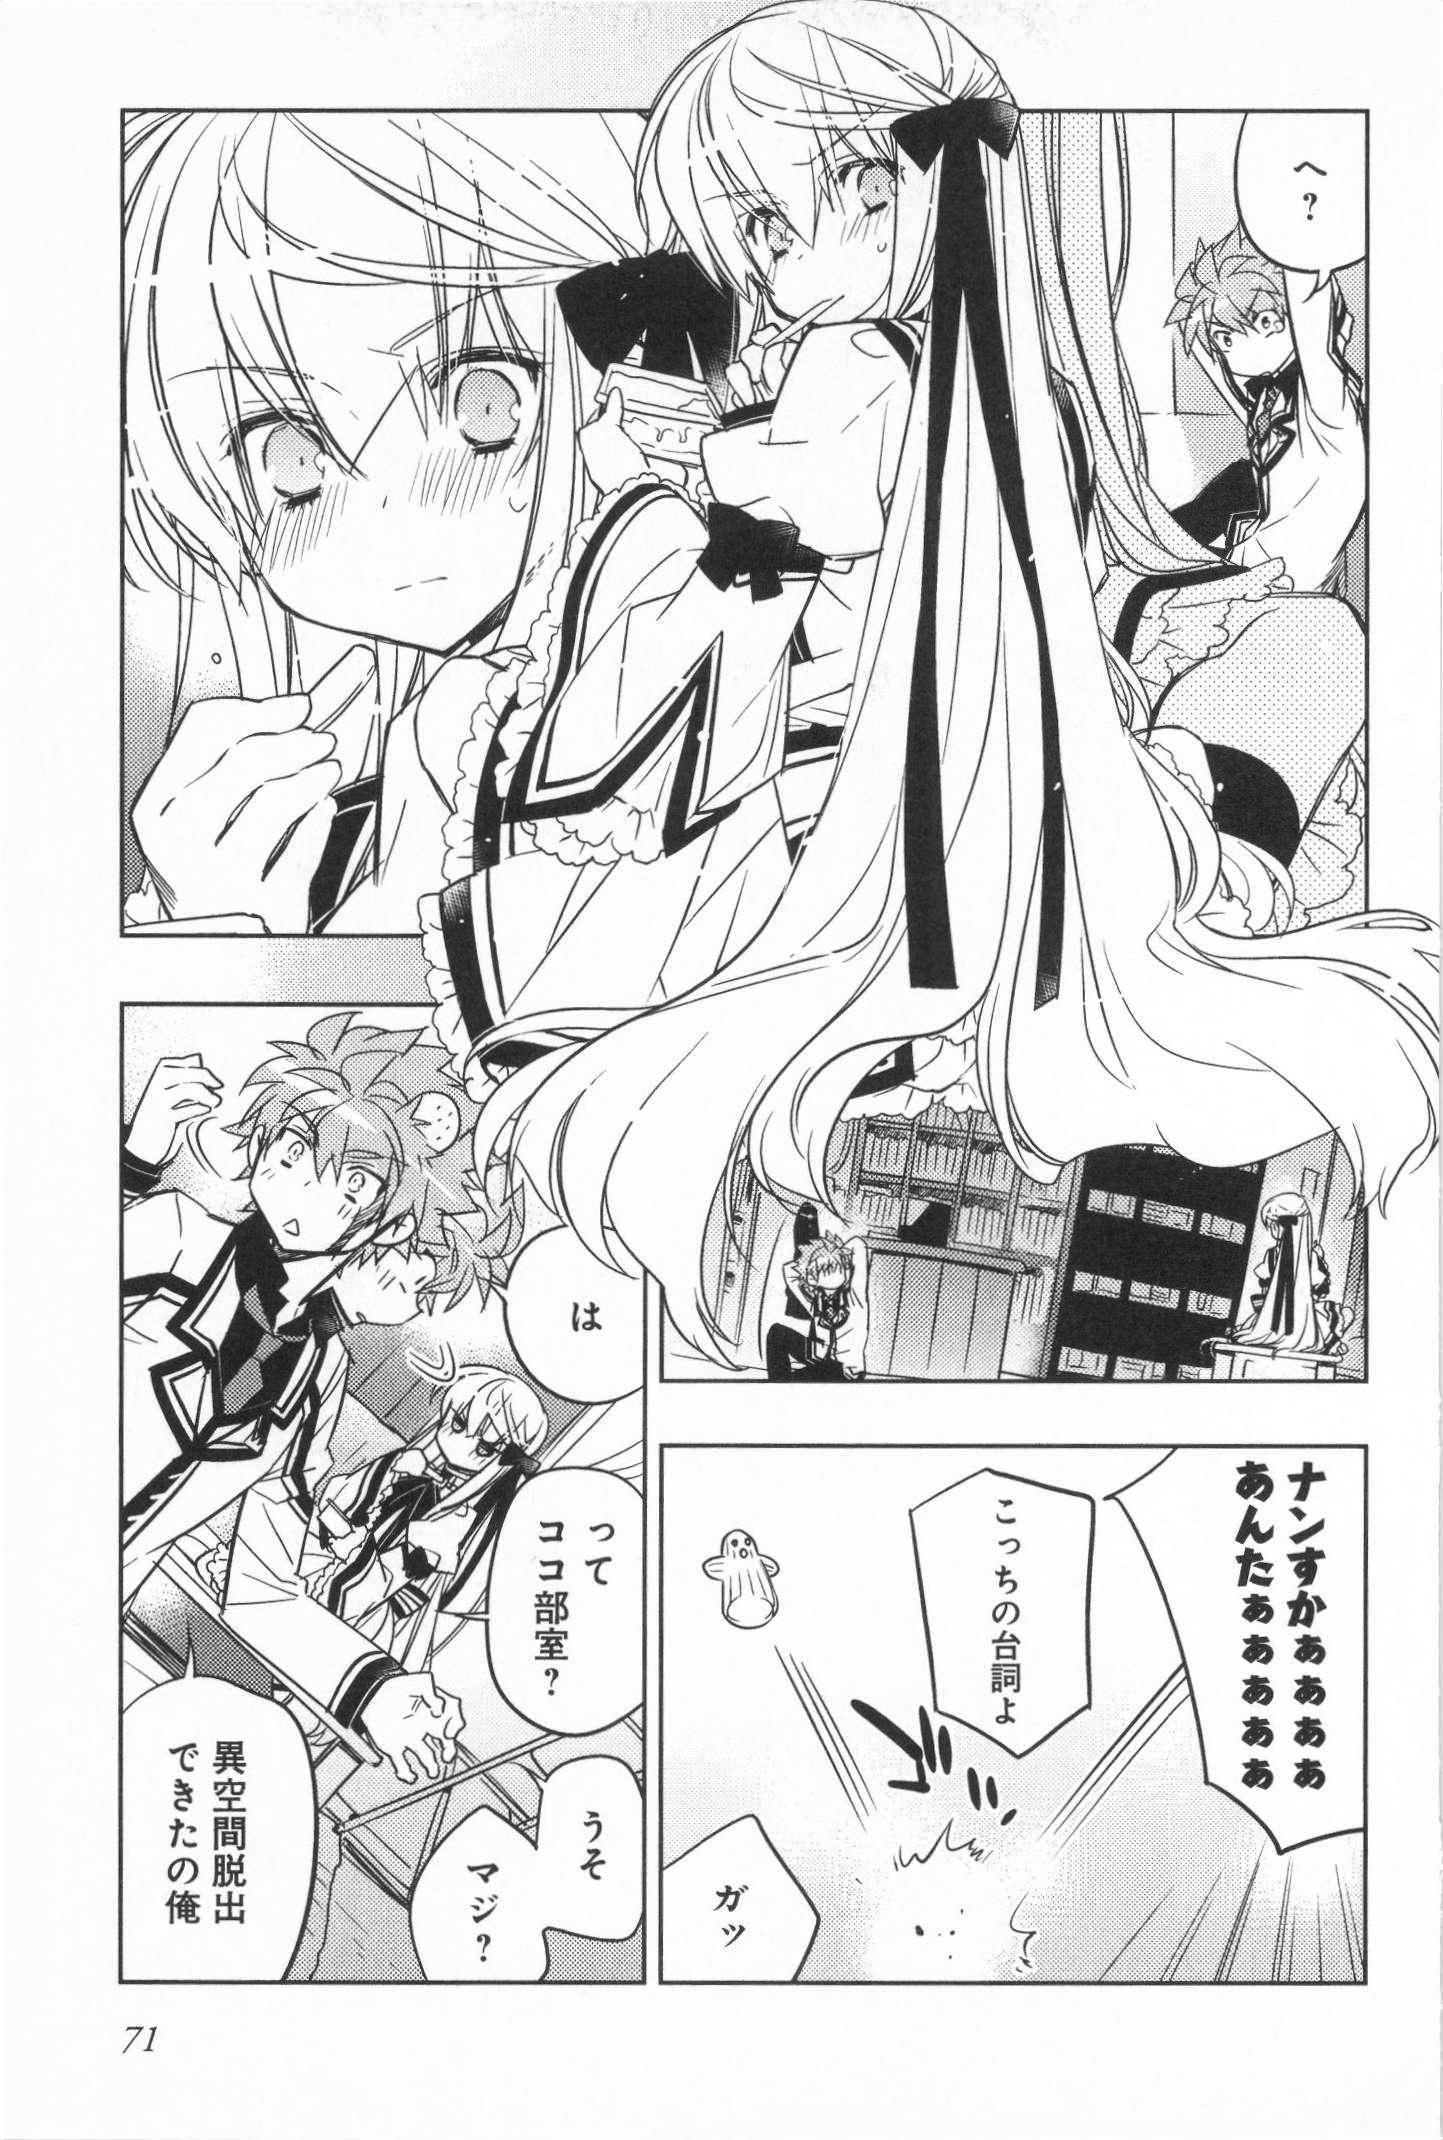 へ?
ナンすかぁぁぁぁ
あんたぁぁぁぁぁ
こっちの台詞よ
ガッ
は
って
ココ部室?
うそ
マジ?
異空間脱出
できたの俺
71